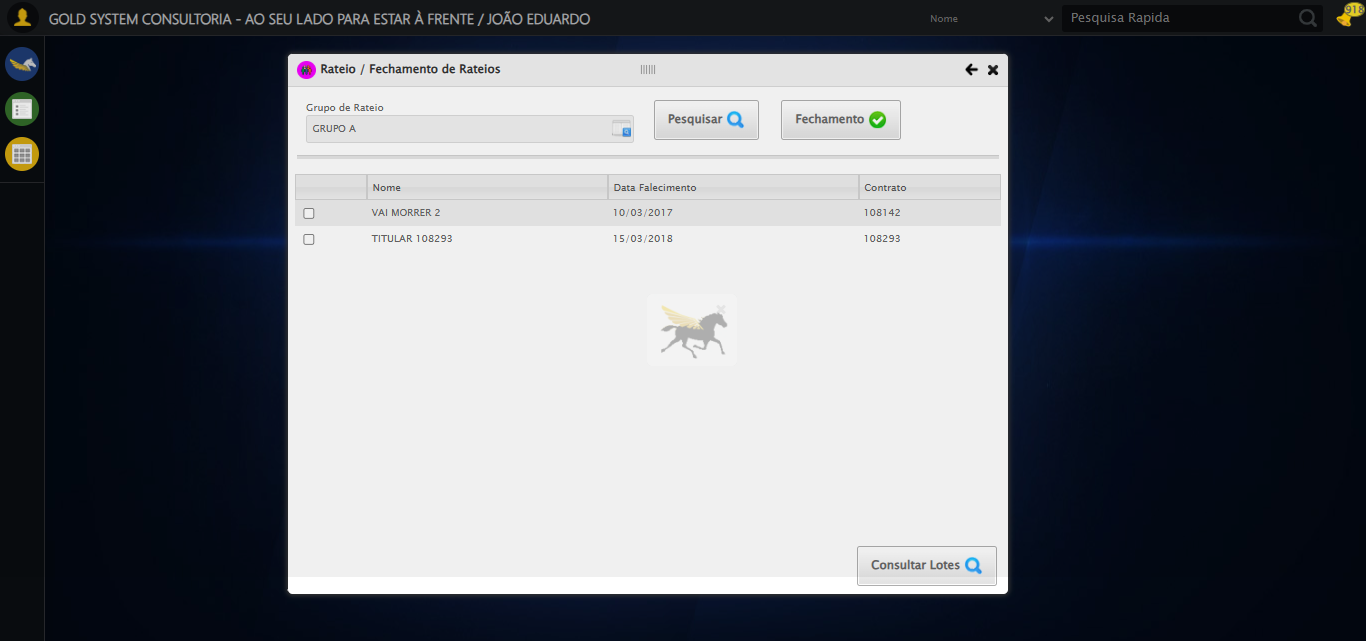 GOLD SYSTEM CONSULTORIA - AO SEU LADO PARA ESTAR À FRENTE / JOÃO EDUARDO
Nome
Pesquisa Rapida
918
Rateio / Fechamento de Rateios
Grupo de Rateio
GRUPO A
Pesquisar
Fechamento
Nome Data Falecimento Contrato
VAI MORRER 2 10/03/2017 108142
TITULAR 108293 15/03/2018 108293
Consultar Lotes